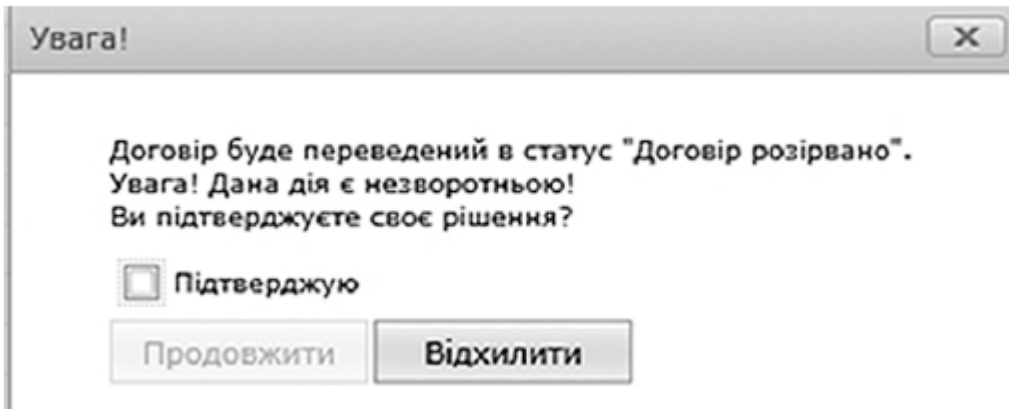 Увага!
Договір буде переведений в статус "Договір розірвано".
Увага! Дана дія є незворотньою!
Ви підтверджуєте своє рішення?
Підтверджую
Продовжити Відхилити